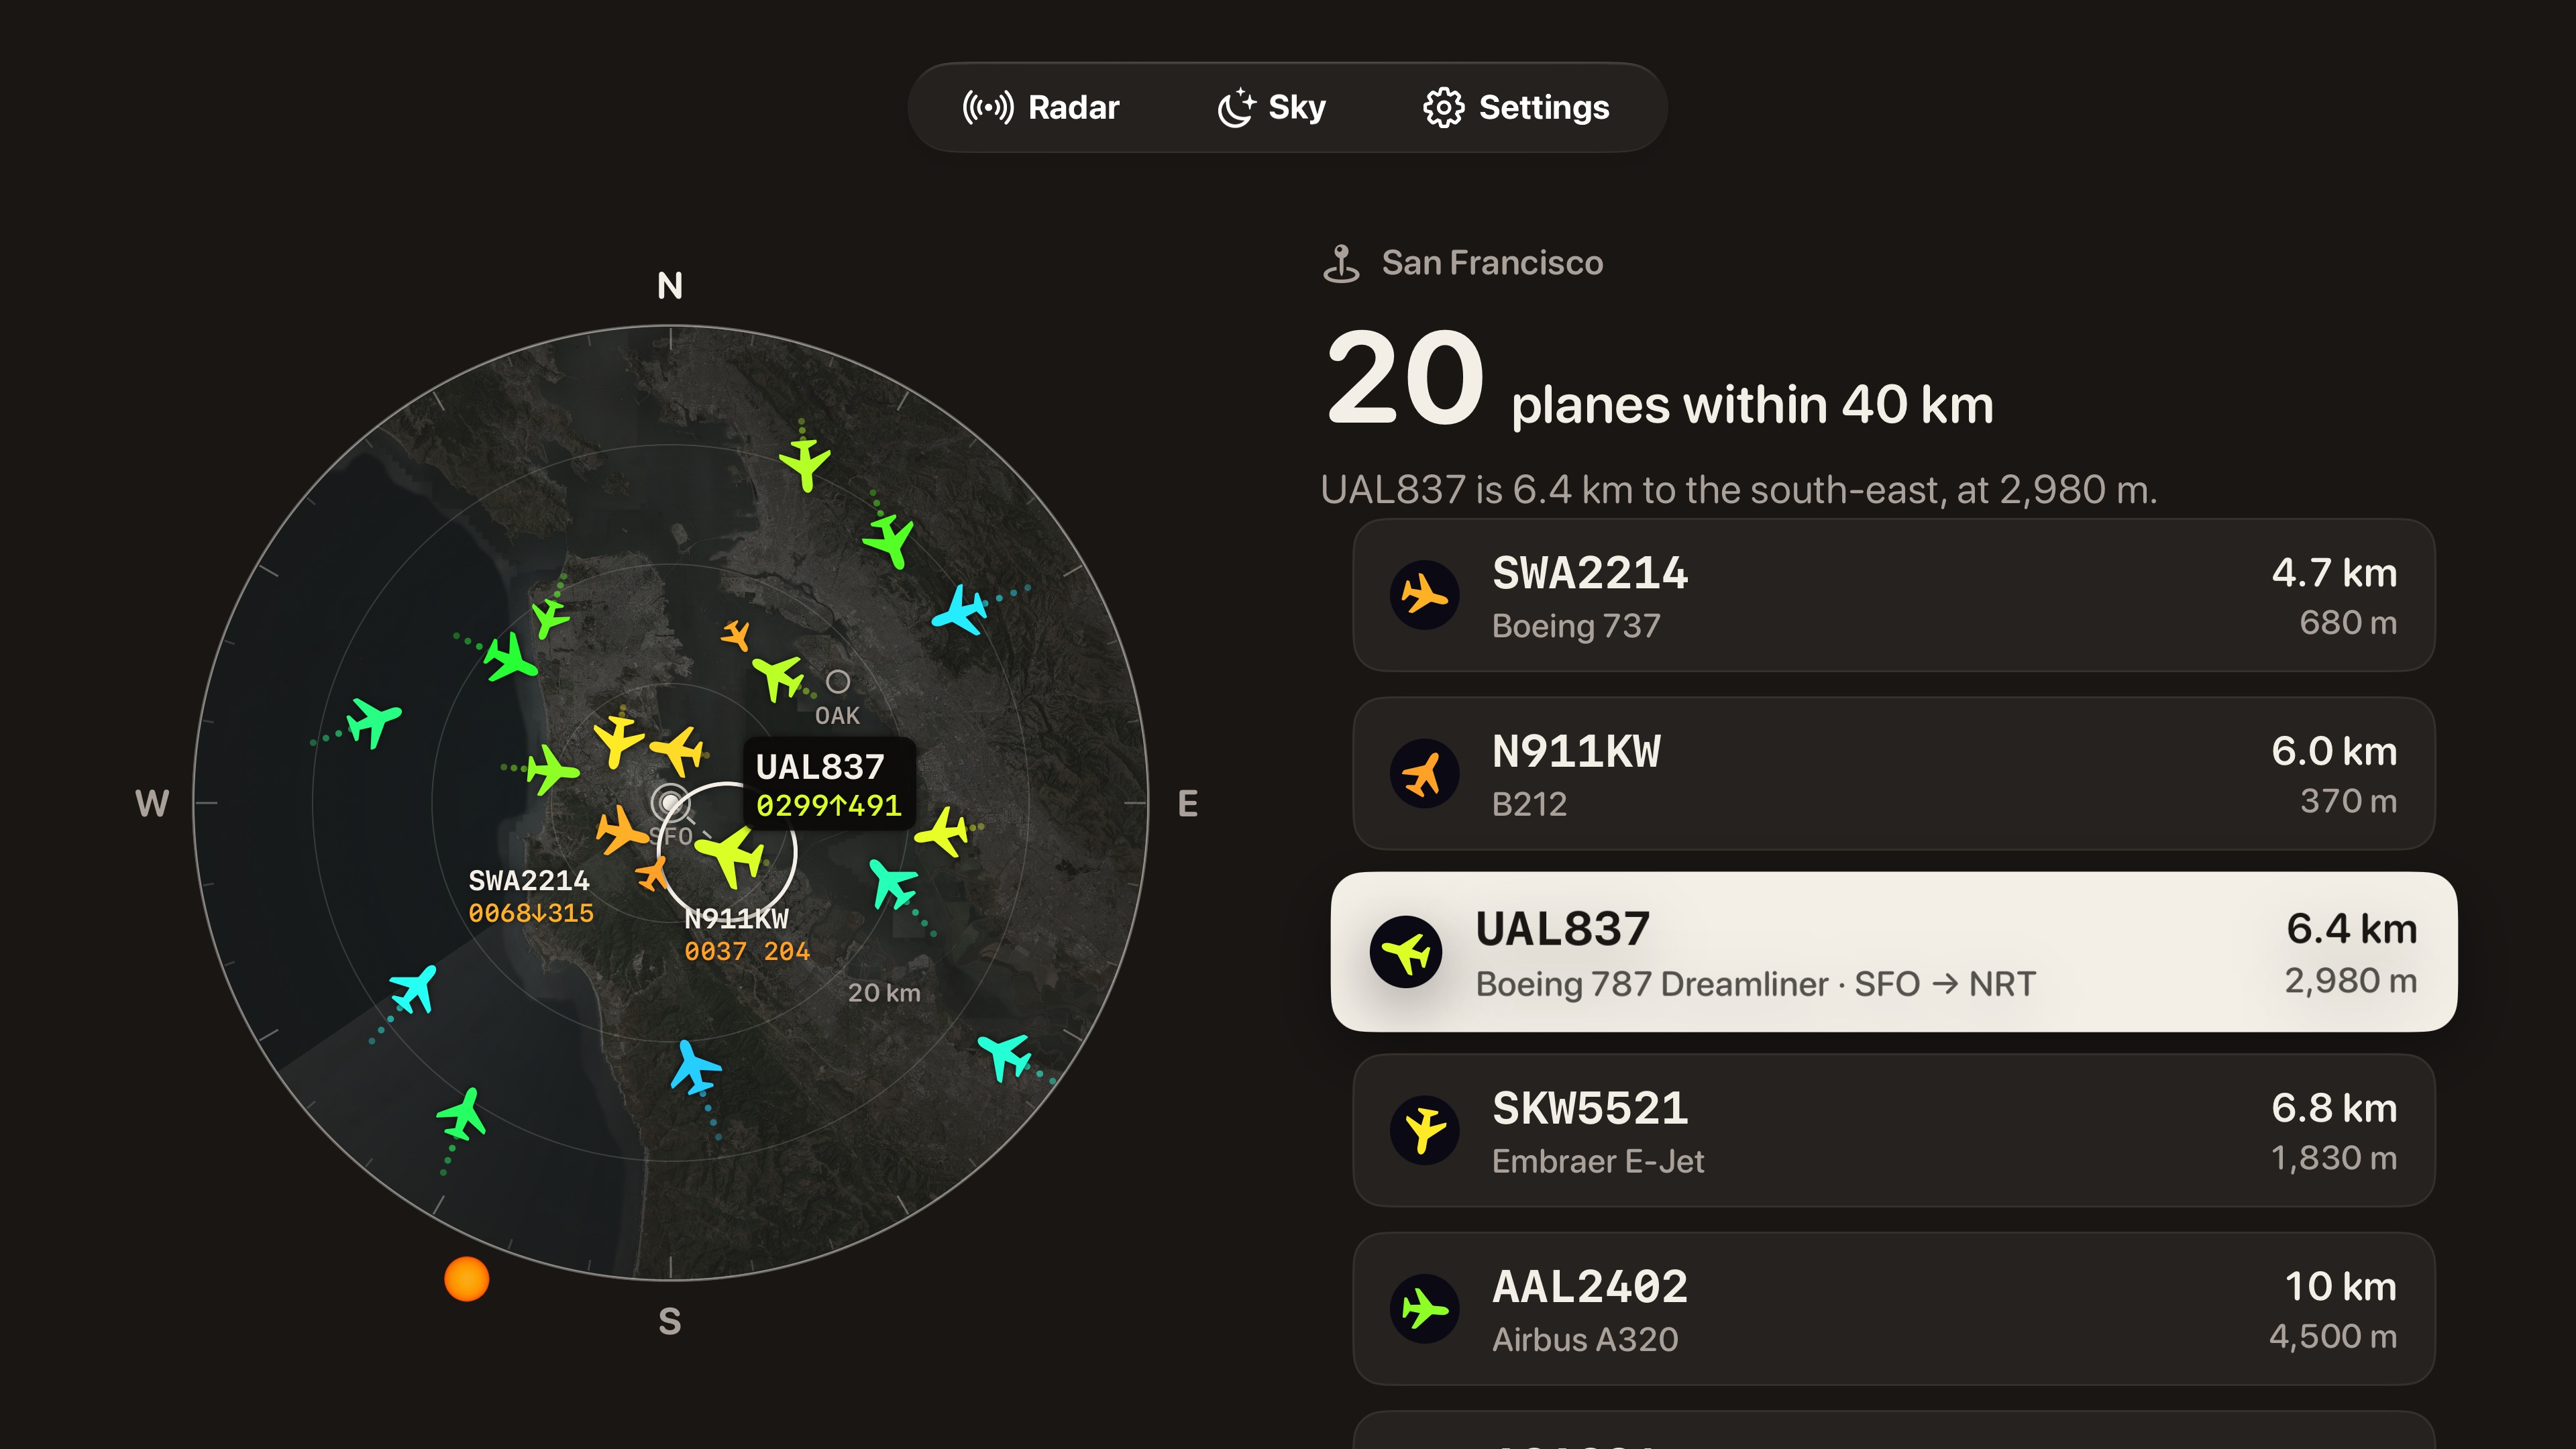 Radar
Sky
Settings
N
W
E
S
OAK
UAL837
0299↑491
SFO
SWA2214
0068↓315
N911KW
0037 204
20 km
San Francisco
20 planes within 40 km
UAL837 is 6.4 km to the south-east, at 2,980 m.
SWA2214 4.7 km
Boeing 737 680 m
N911KW 6.0 km
B212 370 m
UAL837 6.4 km
Boeing 787 Dreamliner · SFO → NRT 2,980 m
SKW5521 6.8 km
Embraer E-Jet 1,830 m
AAL2402 10 km
Airbus A320 4,500 m